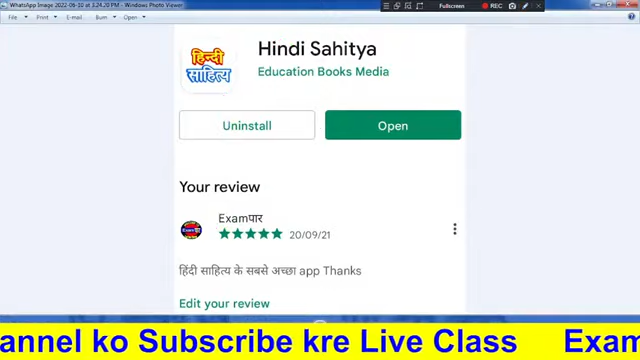 WhatsApp Image 2022-06-10 at 3.24.20 PM - Windows Photo Viewer
Fullscreen
REC
File
Print
E-mail
Burn
Open
हिन्दी
साहित्य
Hindi Sahitya
Education Books Media
Uninstall
Open
Your review
Examपार
20/09/21
हिंदी साहित्य के सबसे अच्छा app Thanks
Edit your review
annel ko Subscribe kre Live Class Exam